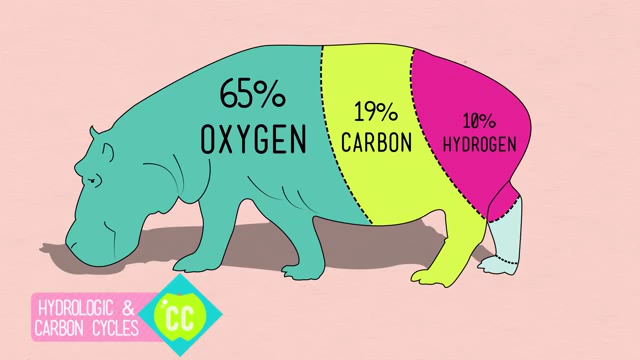 65%
OXYGEN
19%
CARBON
10%
HYDROGEN
HYDROLOGIC &
CARBON CYCLES
CC